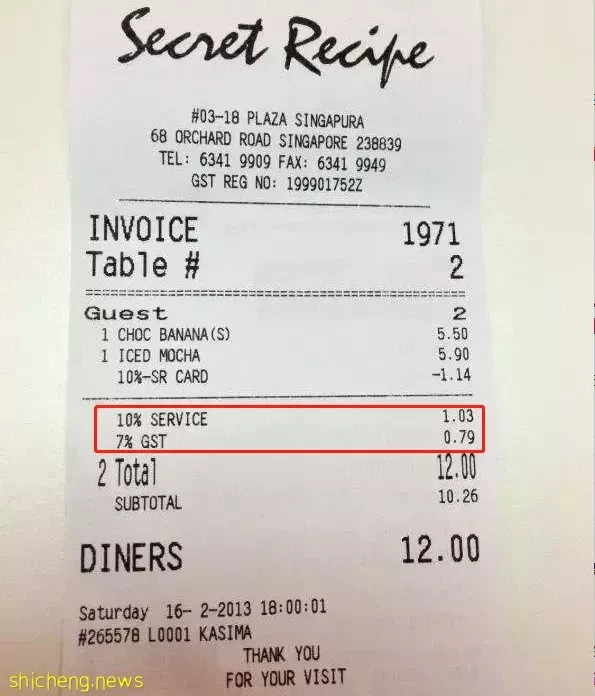 Secret Recipe
#03-18 PLAZA SINGAPURA
68 ORCHARD ROAD SINGAPORE 238839
TEL: 6341 9909 FAX: 6341 9949
GST REG NO: 199901752Z
INVOICE 1971
Table # 2
Guest 2
1 CHOC BANANA(S) 5.50
1 ICED MOCHA 5.90
10%-SR CARD -1.14
10% SERVICE 1.03
7% GST 0.79
2 Total 12.00
SUBTOTAL 10.26
DINERS 12.00
Saturday 16- 2-2013 18:00:01
#265578 L0001 KASIMA
THANK YOU
FOR YOUR VISIT
shicheng.news